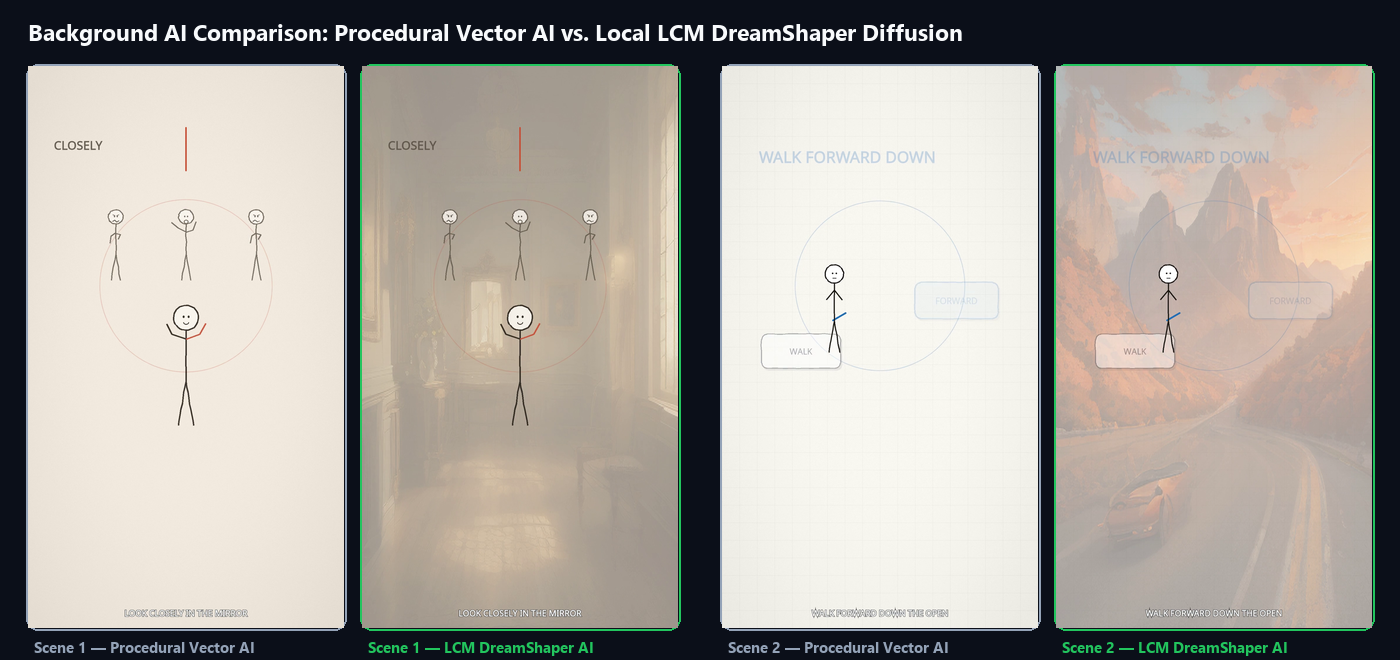 Background AI Comparison: Procedural Vector AI vs. Local LCM DreamShaper Diffusion
CLOSELY
LOOK CLOSELY IN THE MIRROR
Scene 1 — Procedural Vector AI
CLOSELY
LOOK CLOSELY IN THE MIRROR
Scene 1 — LCM DreamShaper AI
WALK FORWARD DOWN
FORWARD
WALK
WALK FORWARD DOWN THE OPEN
Scene 2 — Procedural Vector AI
WALK FORWARD DOWN
FORWARD
WALK
WALK FORWARD DOWN THE OPEN
Scene 2 — LCM DreamShaper AI